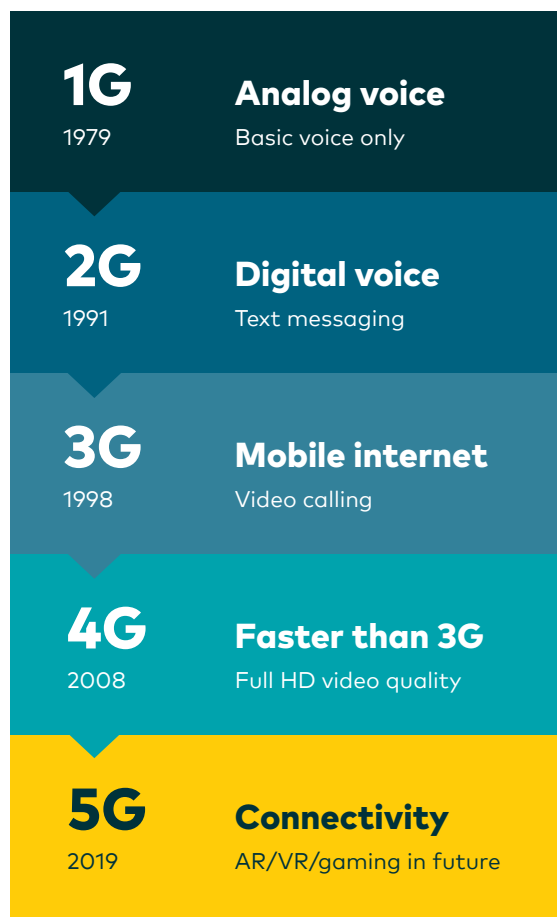 1G
Analog voice
1979
Basic voice only
2G
Digital voice
1991
Text messaging
3G
Mobile internet
1998
Video calling
4G
Faster than 3G
2008
Full HD video quality
5G
Connectivity
2019
AR/VR/gaming in future